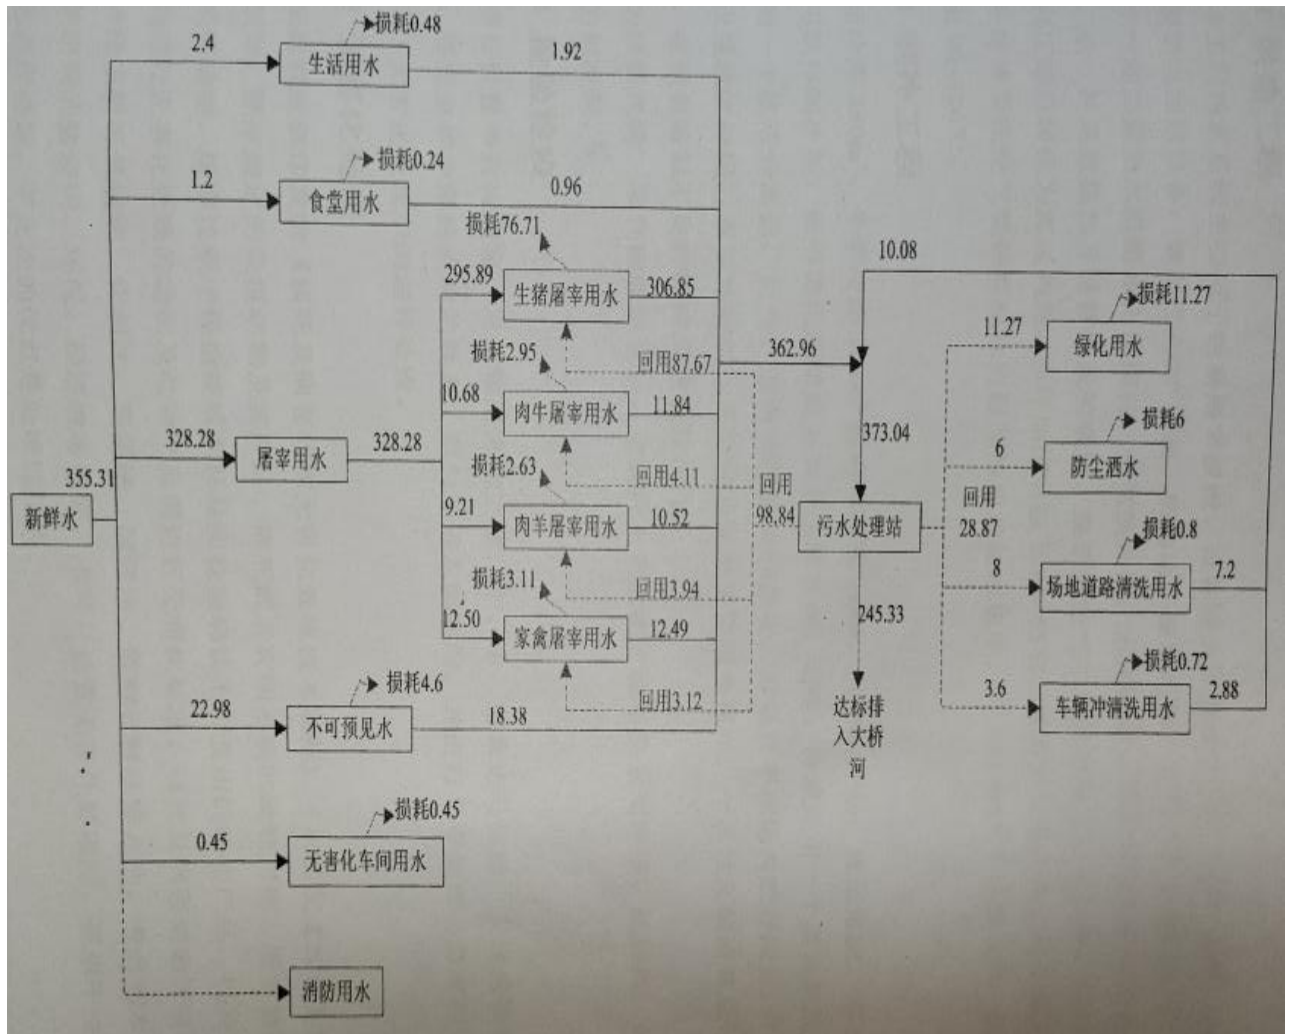 损耗0.48
2.4
生活用水
1.92
损耗0.24
1.2
食堂用水
0.96
损耗76.71
295.89
生猪屠宰用水
306.85
回用87.67
损耗2.95
10.68
肉牛屠宰用水
11.84
回用4.11
328.28
屠宰用水
328.28
损耗2.63
9.21
肉羊屠宰用水
10.52
回用3.94
损耗3.11
12.50
家禽屠宰用水
12.49
回用3.12
355.31
新鲜水
损耗4.6
22.98
不可预见水
18.38
损耗0.45
0.45
无害化车间用水
消防用水
362.96
10.08
373.04
回用
98.84
污水处理站
回用
28.87
245.33
达标排
入大桥
河
损耗11.27
11.27
绿化用水
损耗6
6
防尘洒水
损耗0.8
8
场地道路清洗用水
7.2
损耗0.72
3.6
车辆冲清洗用水
2.88